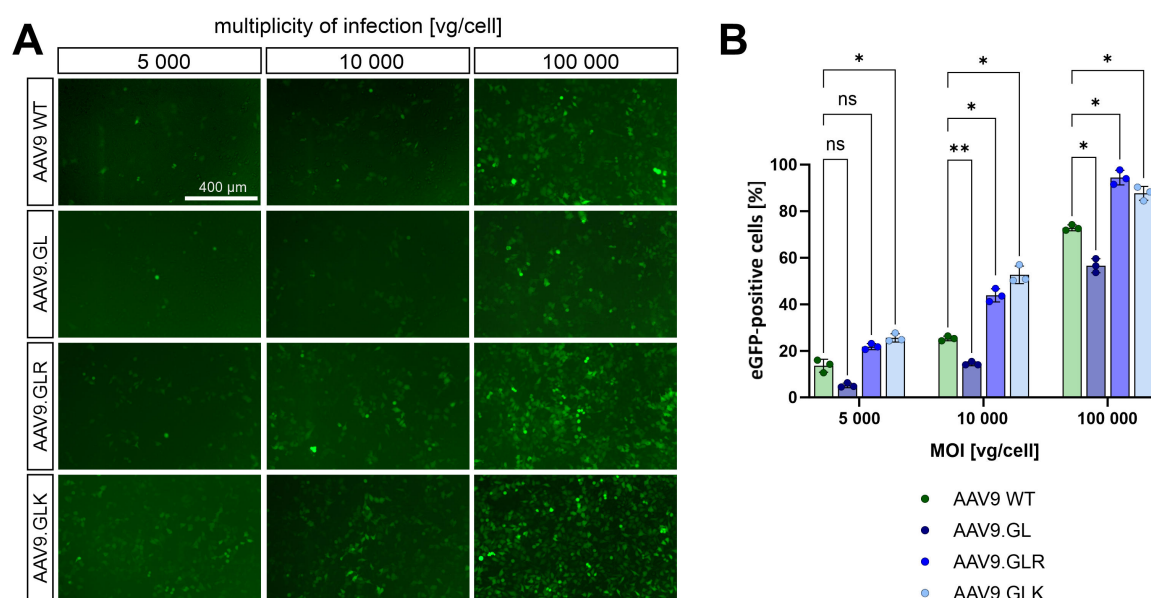 A
multiplicity of infection [vg/cell]
5 000
10 000
100 000
AAV9 WT
400 µm
AAV9.GL
AAV9.GLR
AAV9.GLK
B
*
ns
ns
*
*
**
*
*
*
eGFP-positive cells [%]
100
80
60
40
20
0
5 000
10 000
100 000
MOI [vg/cell]
AAV9 WT
AAV9.GL
AAV9.GLR
AAV9.GLK